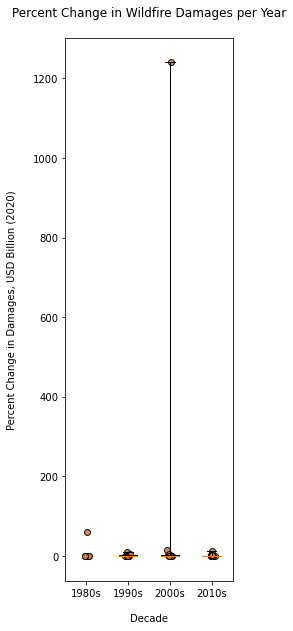 Percent Change in Wildfire Damages per Year
Percent Change in Damages, USD Billion (2020)
1200
1000
800
600
400
200
0
1980s 1990s 2000s 2010s
Decade